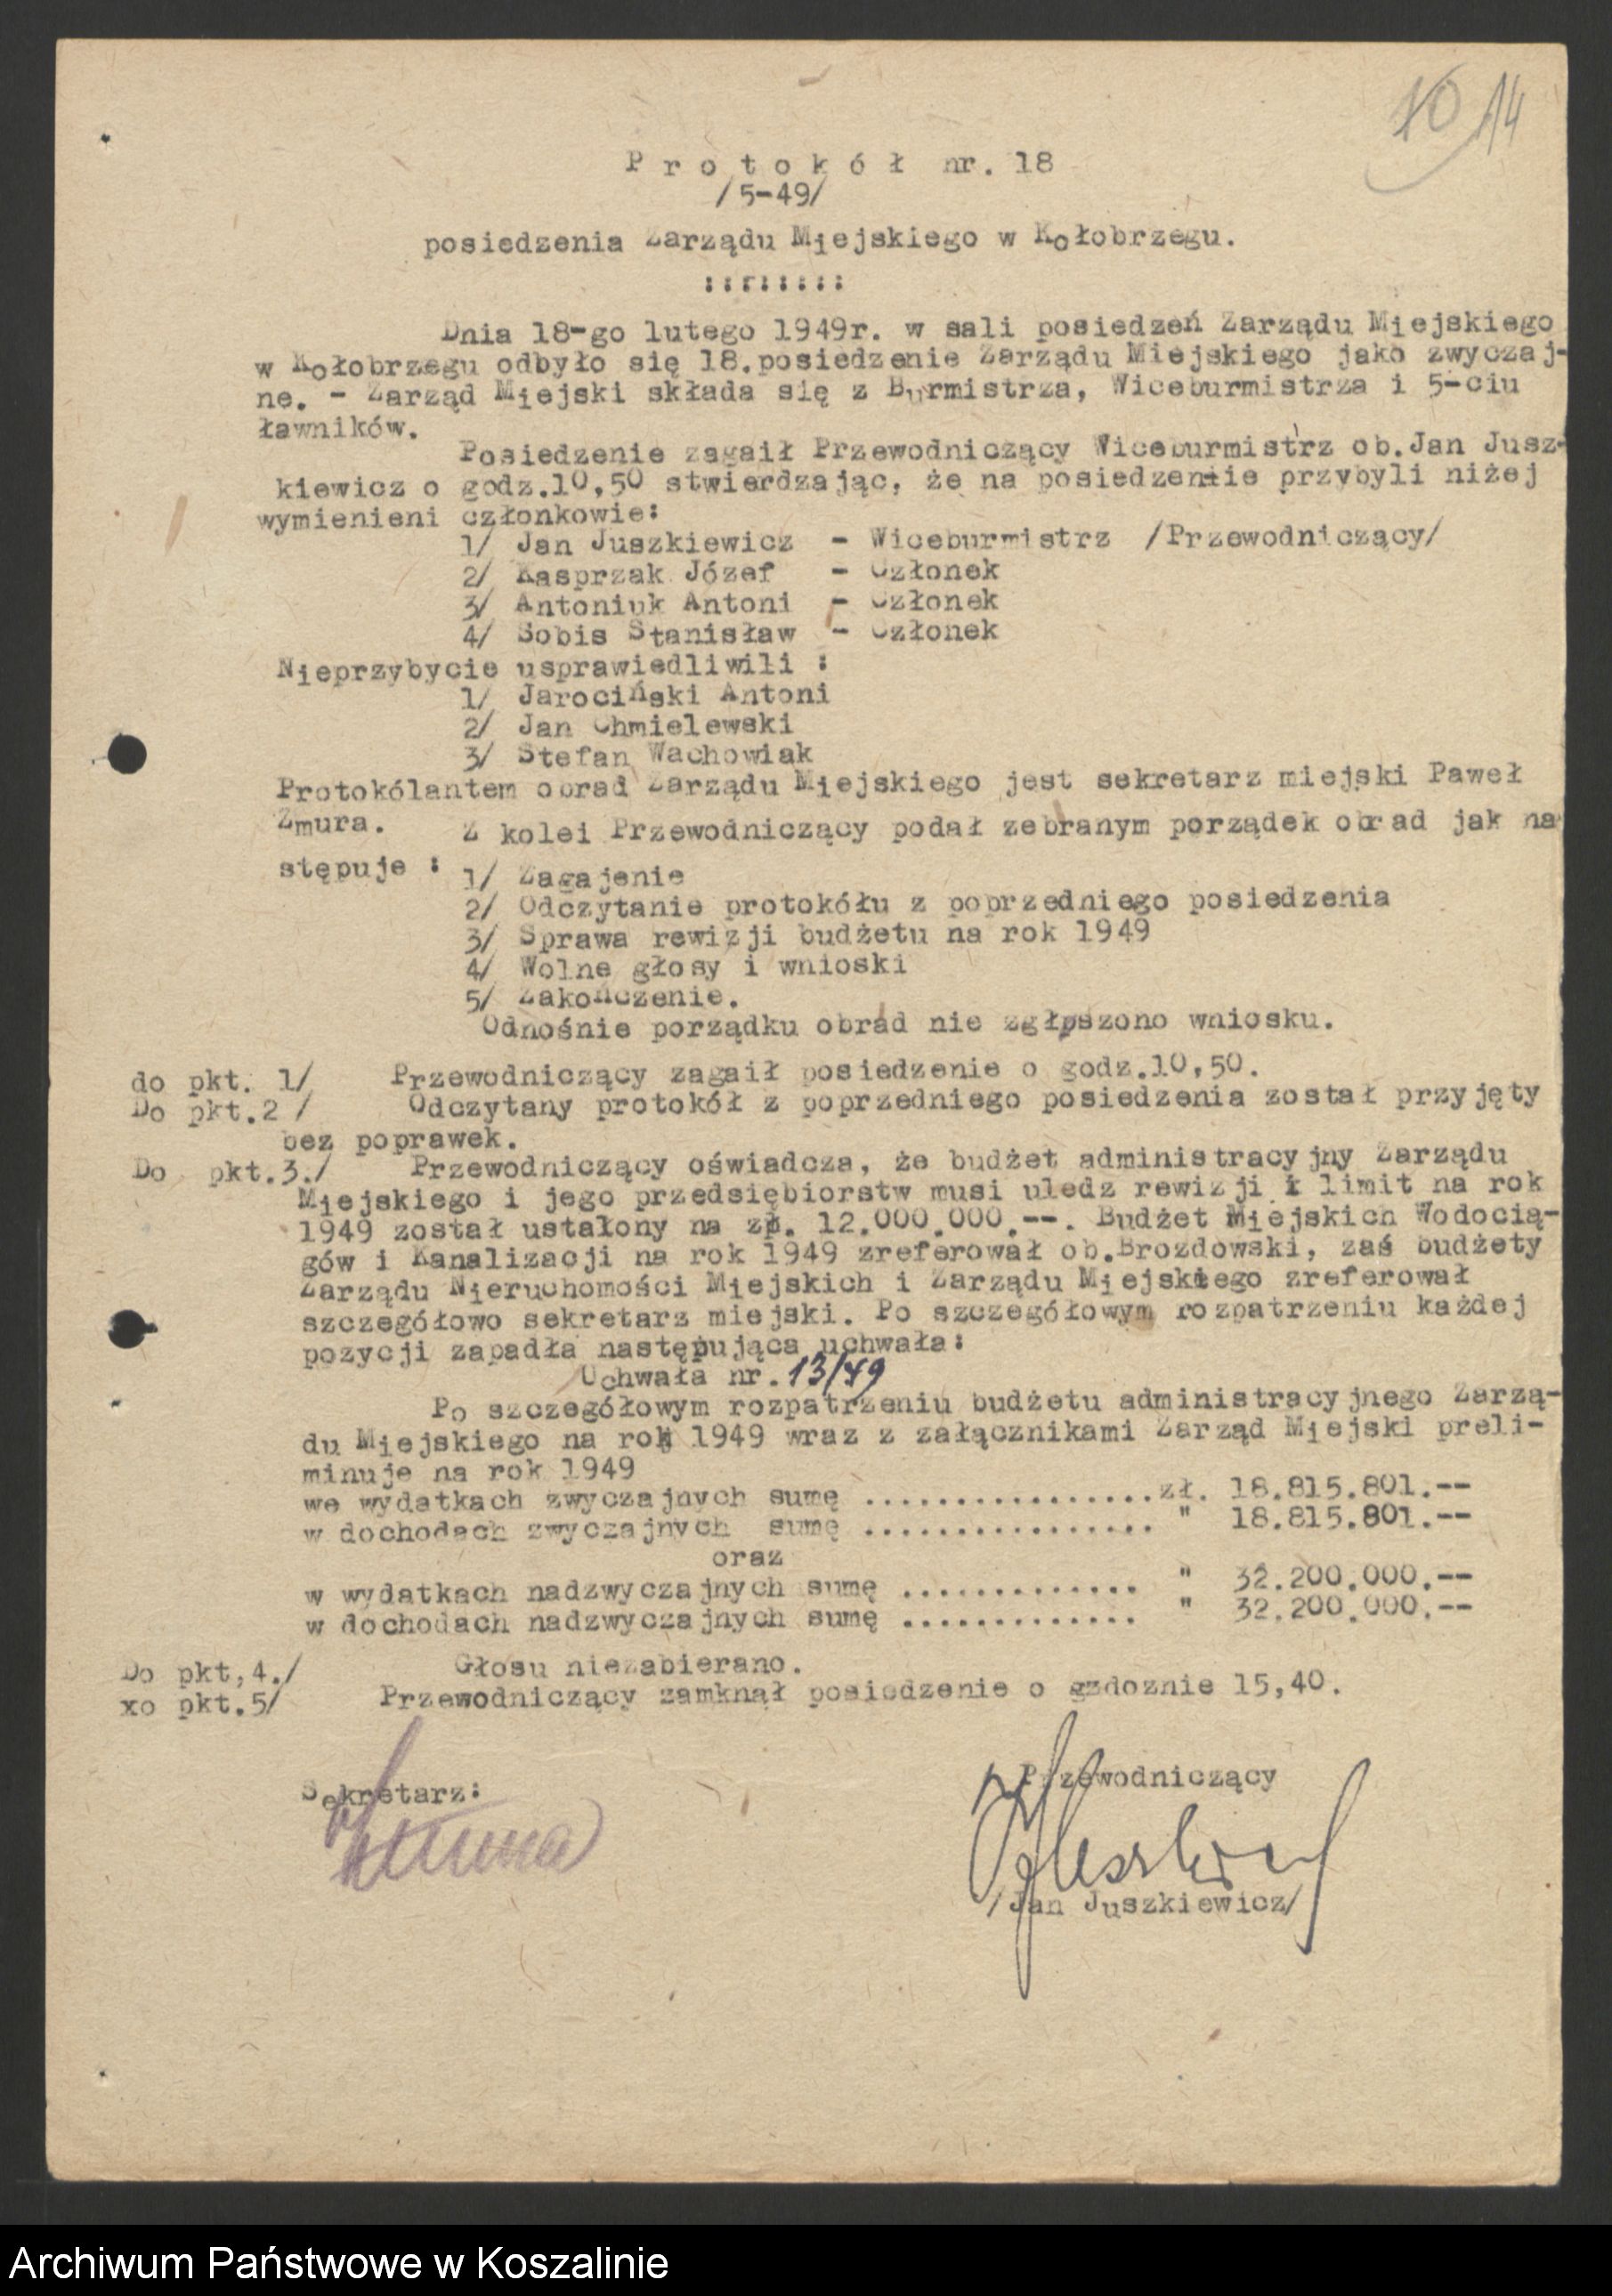 10 14
P r o t o k ó ł nr. 18
/5-49/
posiedzenia Zarządu Miejskiego w Kołobrzegu.
::::::::
Dnia 18-go lutego 1949r. w sali posiedzeń Zarządu Miejskiego
w Kołobrzegu odbyło się 18.posiedzenie Zarządu Miejskiego jako zwyczaj-
ne. - Zarząd Miejski składa się z Burmistrza, Wiceburmistrza i 5-ciu
ławników.
Posiedzenie zagaił Przewodniczący Wiceburmistrz ob.Jan Jusz-
kiewicz o godz.10,50 stwierdzając, że na posiedzeniie przybyli niżej
wymienieni członkowie:
1/ Jan Juszkiewicz - Wiceburmistrz /Przewodniczący/
2/ Kasprzak Józef - Członek
3/ Antoniuk Antoni - Członek
4/ Sobis Stanisław - Członek
Nieprzybycie usprawiedliwili :
1/ Jarociński Antoni
2/ Jan Chmielewski
3/ Stefan Wachowiak
Protokólantem obrad Zarządu Miejskiego jest sekretarz miejski Paweł
Zmura.
Z kolei Przewodniczący podał zebranym porządek obrad jak na
stępuje :
1/ Zagajenie
2/ Odczytanie protokółu z poprzedniego posiedzenia
3/ Sprawa rewizji budżetu na rok 1949
4/ Wolne głosy i wnioski
5/ Zakończenie.
Odnośnie porządku obrad nie zgłoszono wniosku.
do pkt. 1/ Przewodniczący zagaił posiedzenie o godz.10,50.
Do pkt.2 / Odczytany protokół z poprzedniego posiedzenia został przyjęty
bez poprawek.
Do pkt.3./ Przewodniczący oświadcza, że budżet administracyjny Zarządu
Miejskiego i jego przedsiębiorstw musi uledz rewizji i limit na rok
1949 został ustalony na zł. 12.000.000.--. Budżet Miejskich Wodocią-
gów i Kanalizacji na rok 1949 zreferował ob.Brozdowski, zaś budżety
Zarządu Nieruchomości Miejskich i Zarządu Miejskiego zreferował
szczegółowo sekretarz miejski. Po szczegółowym rozpatrzeniu każdej
pozycji zapadła następująca uchwała:
Uchwała nr. 13/49
Po szczegółowym rozpatrzeniu budżetu administracyjnego Zarzą-
du Miejskiego na rok 1949 wraz z załącznikami Zarząd Miejski preli-
minuje na rok 1949
we wydatkach zwyczajnych sumę ................zł. 18.815.801.--
w dochodach zwyczajnych sumę ................ " 18.815.801.--
oraz
w wydatkach nadzwyczajnych sumę ............. " 32.200.000.--
w dochodach nadzwyczajnych sumę ............. " 32.200.000.--
Do pkt,4./ Głosu niezabierano.
xo pkt.5/ Przewodniczący zamknął posiedzenie o gzdoznie 15,40.
Sekretarz: Przewodniczący
Zmura
/Jan Juszkiewicz/
Archiwum Państwowe w Koszalinie